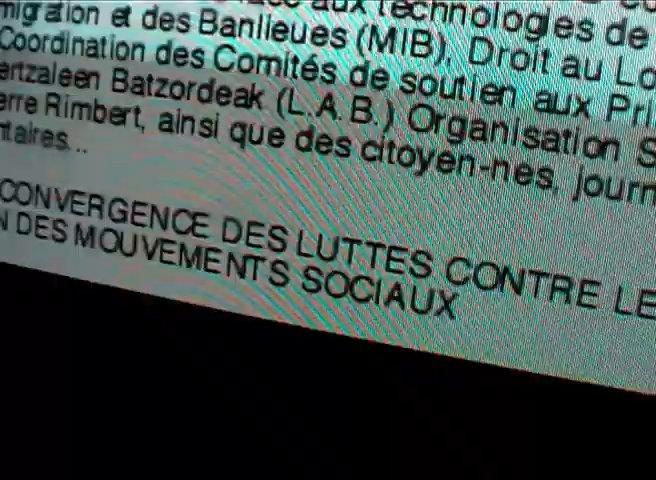 aux technologies de
migration et des Banlieues (MIB), Droit au Lo
Coordination des Comités de soutien aux Pri
ertzaleen Batzordeak (L.A.B.) Organisation S
erre Rimbert, ainsi que des citoyen-nes, journ
ntaires...
CONVERGENCE DES LUTTES CONTRE LE
N DES MOUVEMENTS SOCIAUX